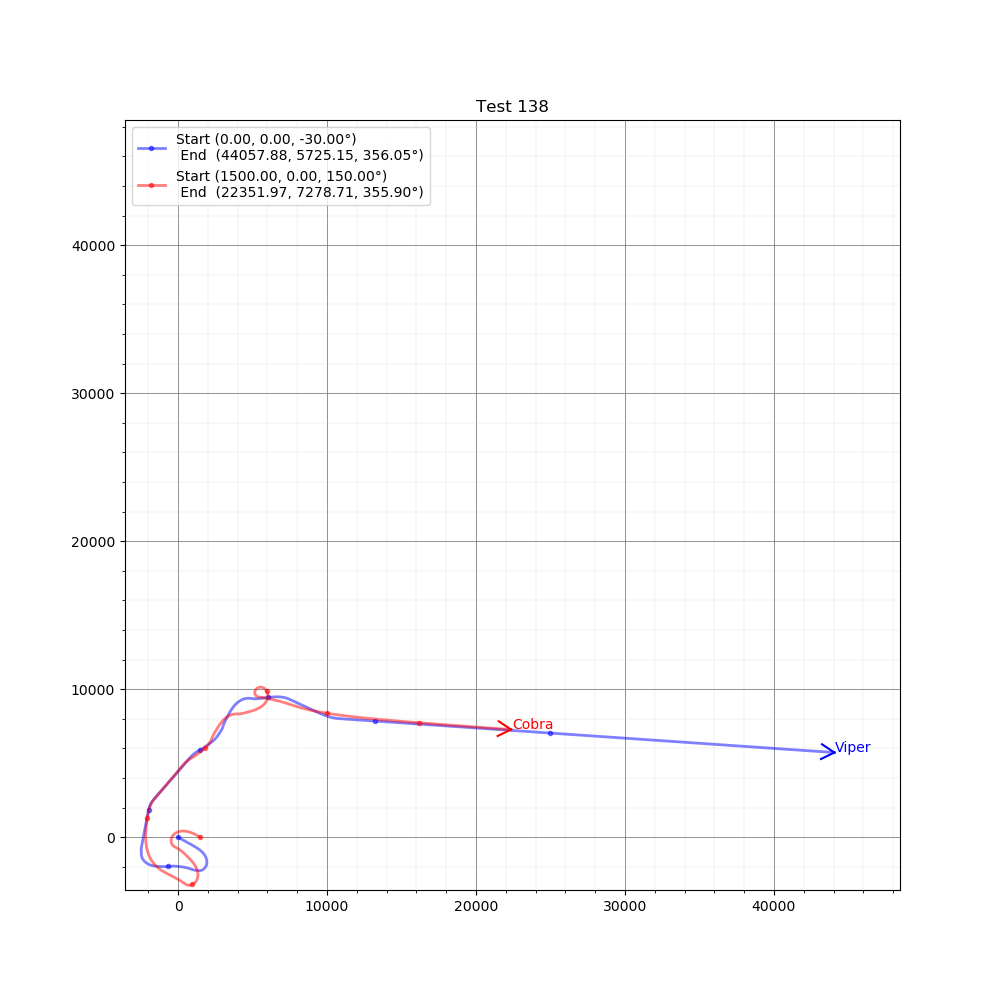 Test 138
Start (0.00, 0.00, -30.00°)
End  (44057.88, 5725.15, 356.05°)
Start (1500.00, 0.00, 150.00°)
End  (22351.97, 7278.71, 355.90°)
40000
30000
20000
10000
0
Cobra
Viper
0
10000
20000
30000
40000